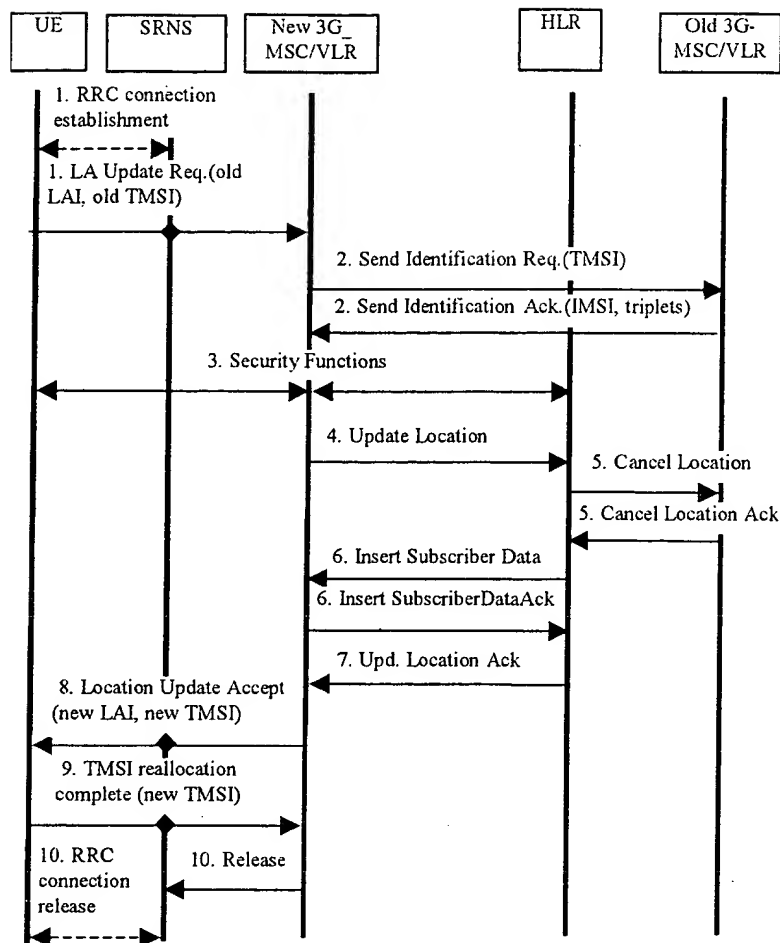 UE
SRNS
New 3G_
MSC/VLR
HLR
Old 3G-
MSC/VLR
1. RRC connection
establishment
1. LA Update Req.(old
LAI, old TMSI)
2. Send Identification Req.(TMSI)
2. Send Identification Ack.(IMSI, triplets)
3. Security Functions
4. Update Location
5. Cancel Location
5. Cancel Location Ack
6. Insert Subscriber Data
6. Insert SubscriberDataAck
7. Upd. Location Ack
8. Location Update Accept
(new LAI, new TMSI)
9. TMSI reallocation
complete (new TMSI)
10. RRC
connection
release
10. Release